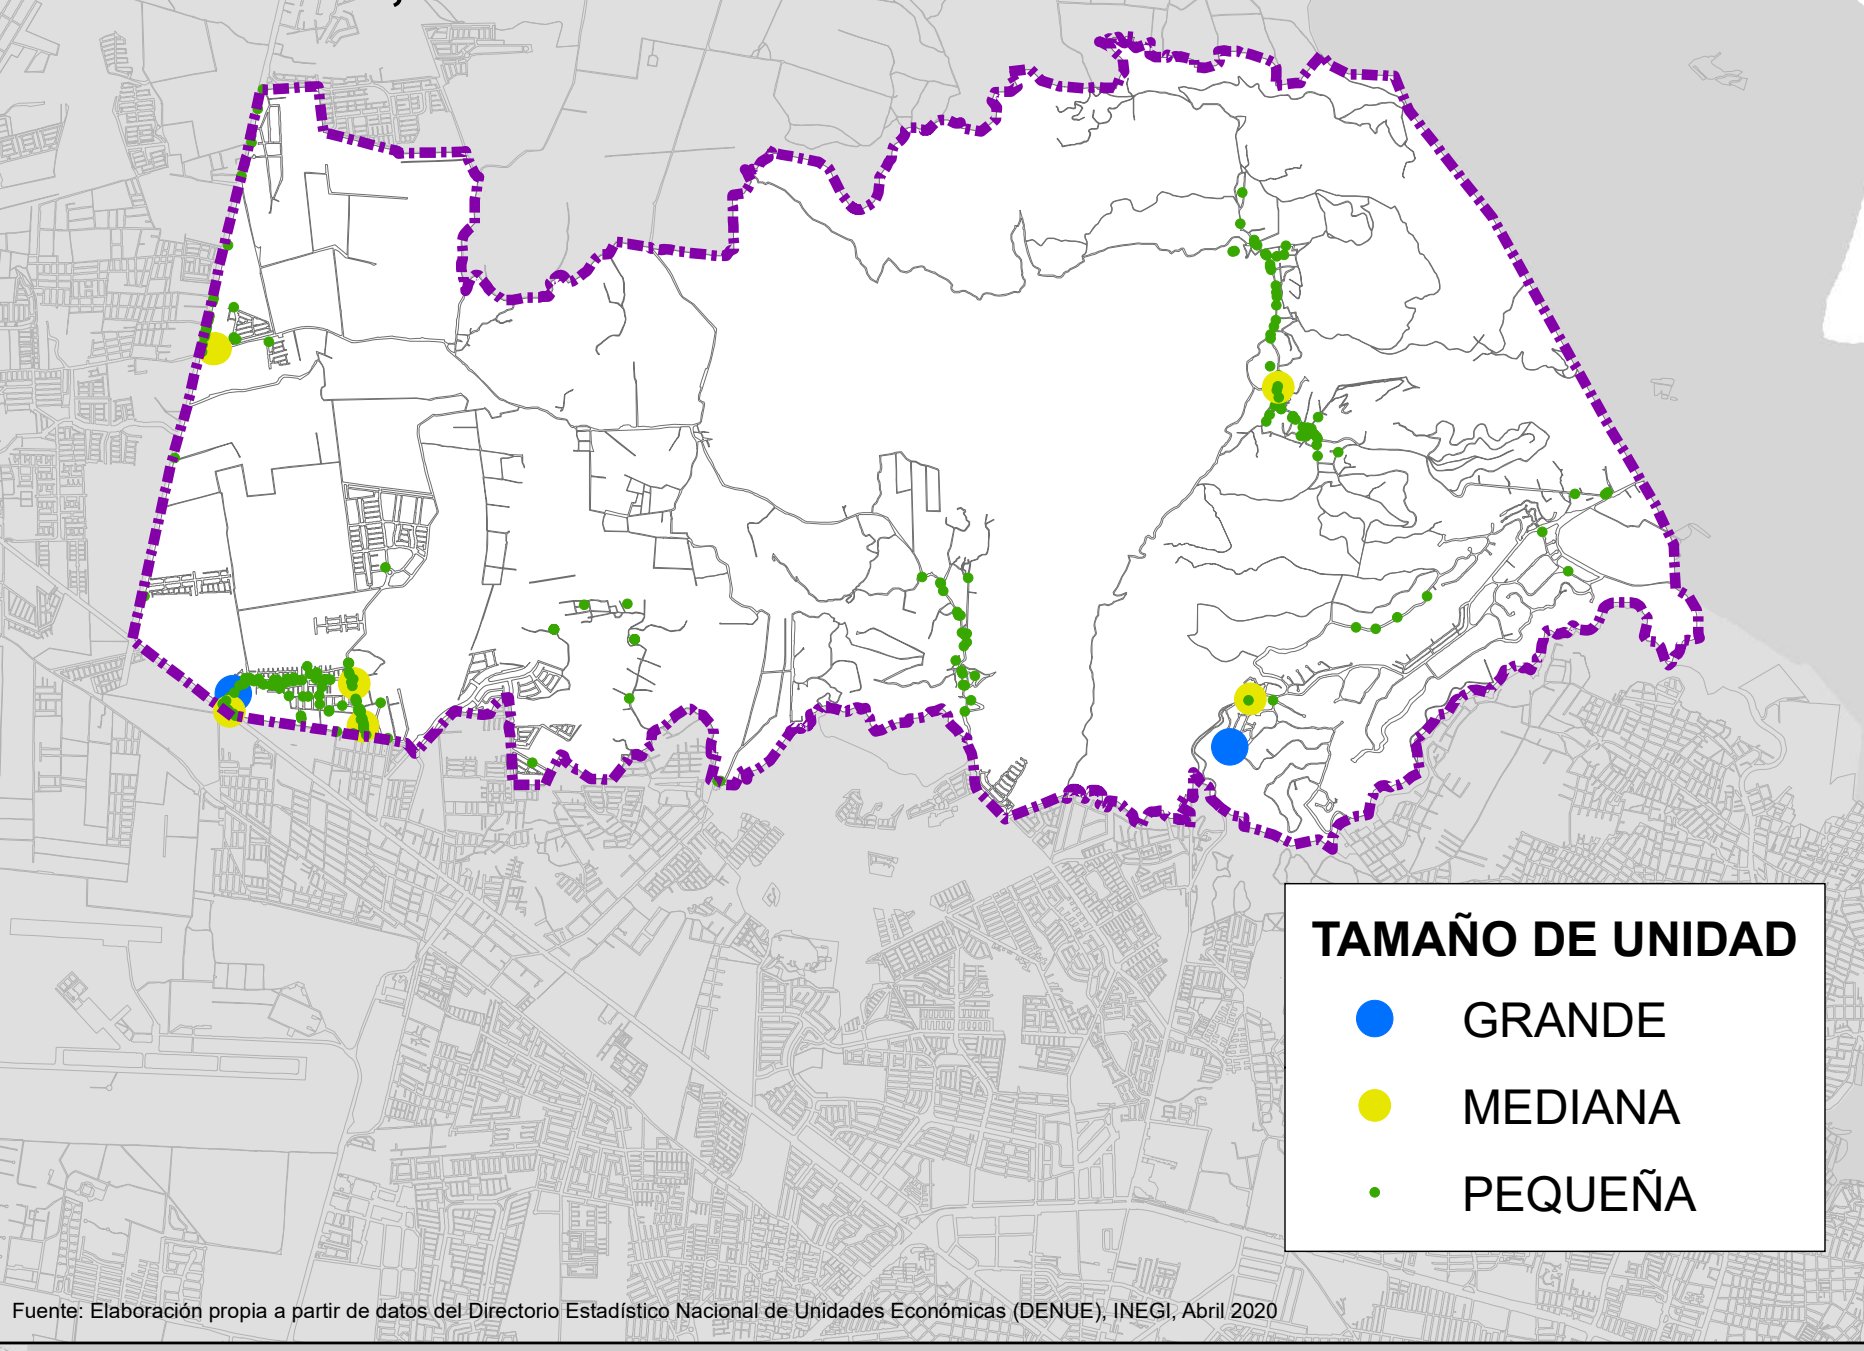 TAMAÑO DE UNIDAD
GRANDE
MEDIANA
PEQUEÑA
Fuente: Elaboración propia a partir de datos del Directorio Estadístico Nacional de Unidades Económicas (DENUE), INEGI, Abril 2020